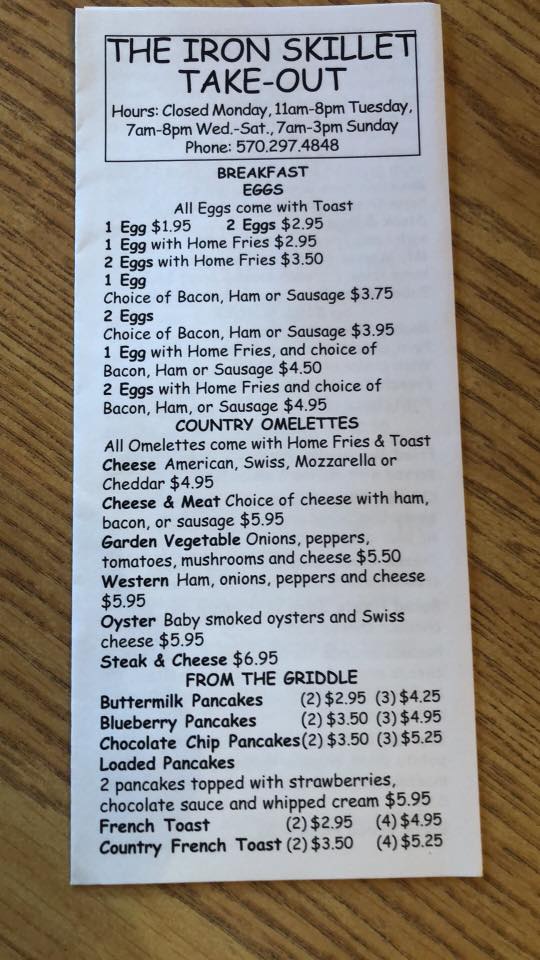 THE IRON SKILLET
TAKE-OUT
Hours: Closed Monday, 11am-8pm Tuesday,
7am-8pm Wed.-Sat., 7am-3pm Sunday
Phone: 570.297.4848
BREAKFAST
EGGS
All Eggs come with Toast
1 Egg $1.95 2 Eggs $2.95
1 Egg with Home Fries $2.95
2 Eggs with Home Fries $3.50
1 Egg
Choice of Bacon, Ham or Sausage $3.75
2 Eggs
Choice of Bacon, Ham or Sausage $3.95
1 Egg with Home Fries, and choice of
Bacon, Ham or Sausage $4.50
2 Eggs with Home Fries and choice of
Bacon, Ham, or Sausage $4.95
COUNTRY OMELETTES
All Omelettes come with Home Fries & Toast
Cheese American, Swiss, Mozzarella or
Cheddar $4.95
Cheese & Meat Choice of cheese with ham,
bacon, or sausage $5.95
Garden Vegetable Onions, peppers,
tomatoes, mushrooms and cheese $5.50
Western Ham, onions, peppers and cheese
$5.95
Oyster Baby smoked oysters and Swiss
cheese $5.95
Steak & Cheese $6.95
FROM THE GRIDDLE
Buttermilk Pancakes (2) $2.95 (3) $4.25
Blueberry Pancakes (2) $3.50 (3) $4.95
Chocolate Chip Pancakes(2) $3.50 (3) $5.25
Loaded Pancakes
2 pancakes topped with strawberries,
chocolate sauce and whipped cream $5.95
French Toast (2) $2.95 (4) $4.95
Country French Toast (2) $3.50 (4) $5.25